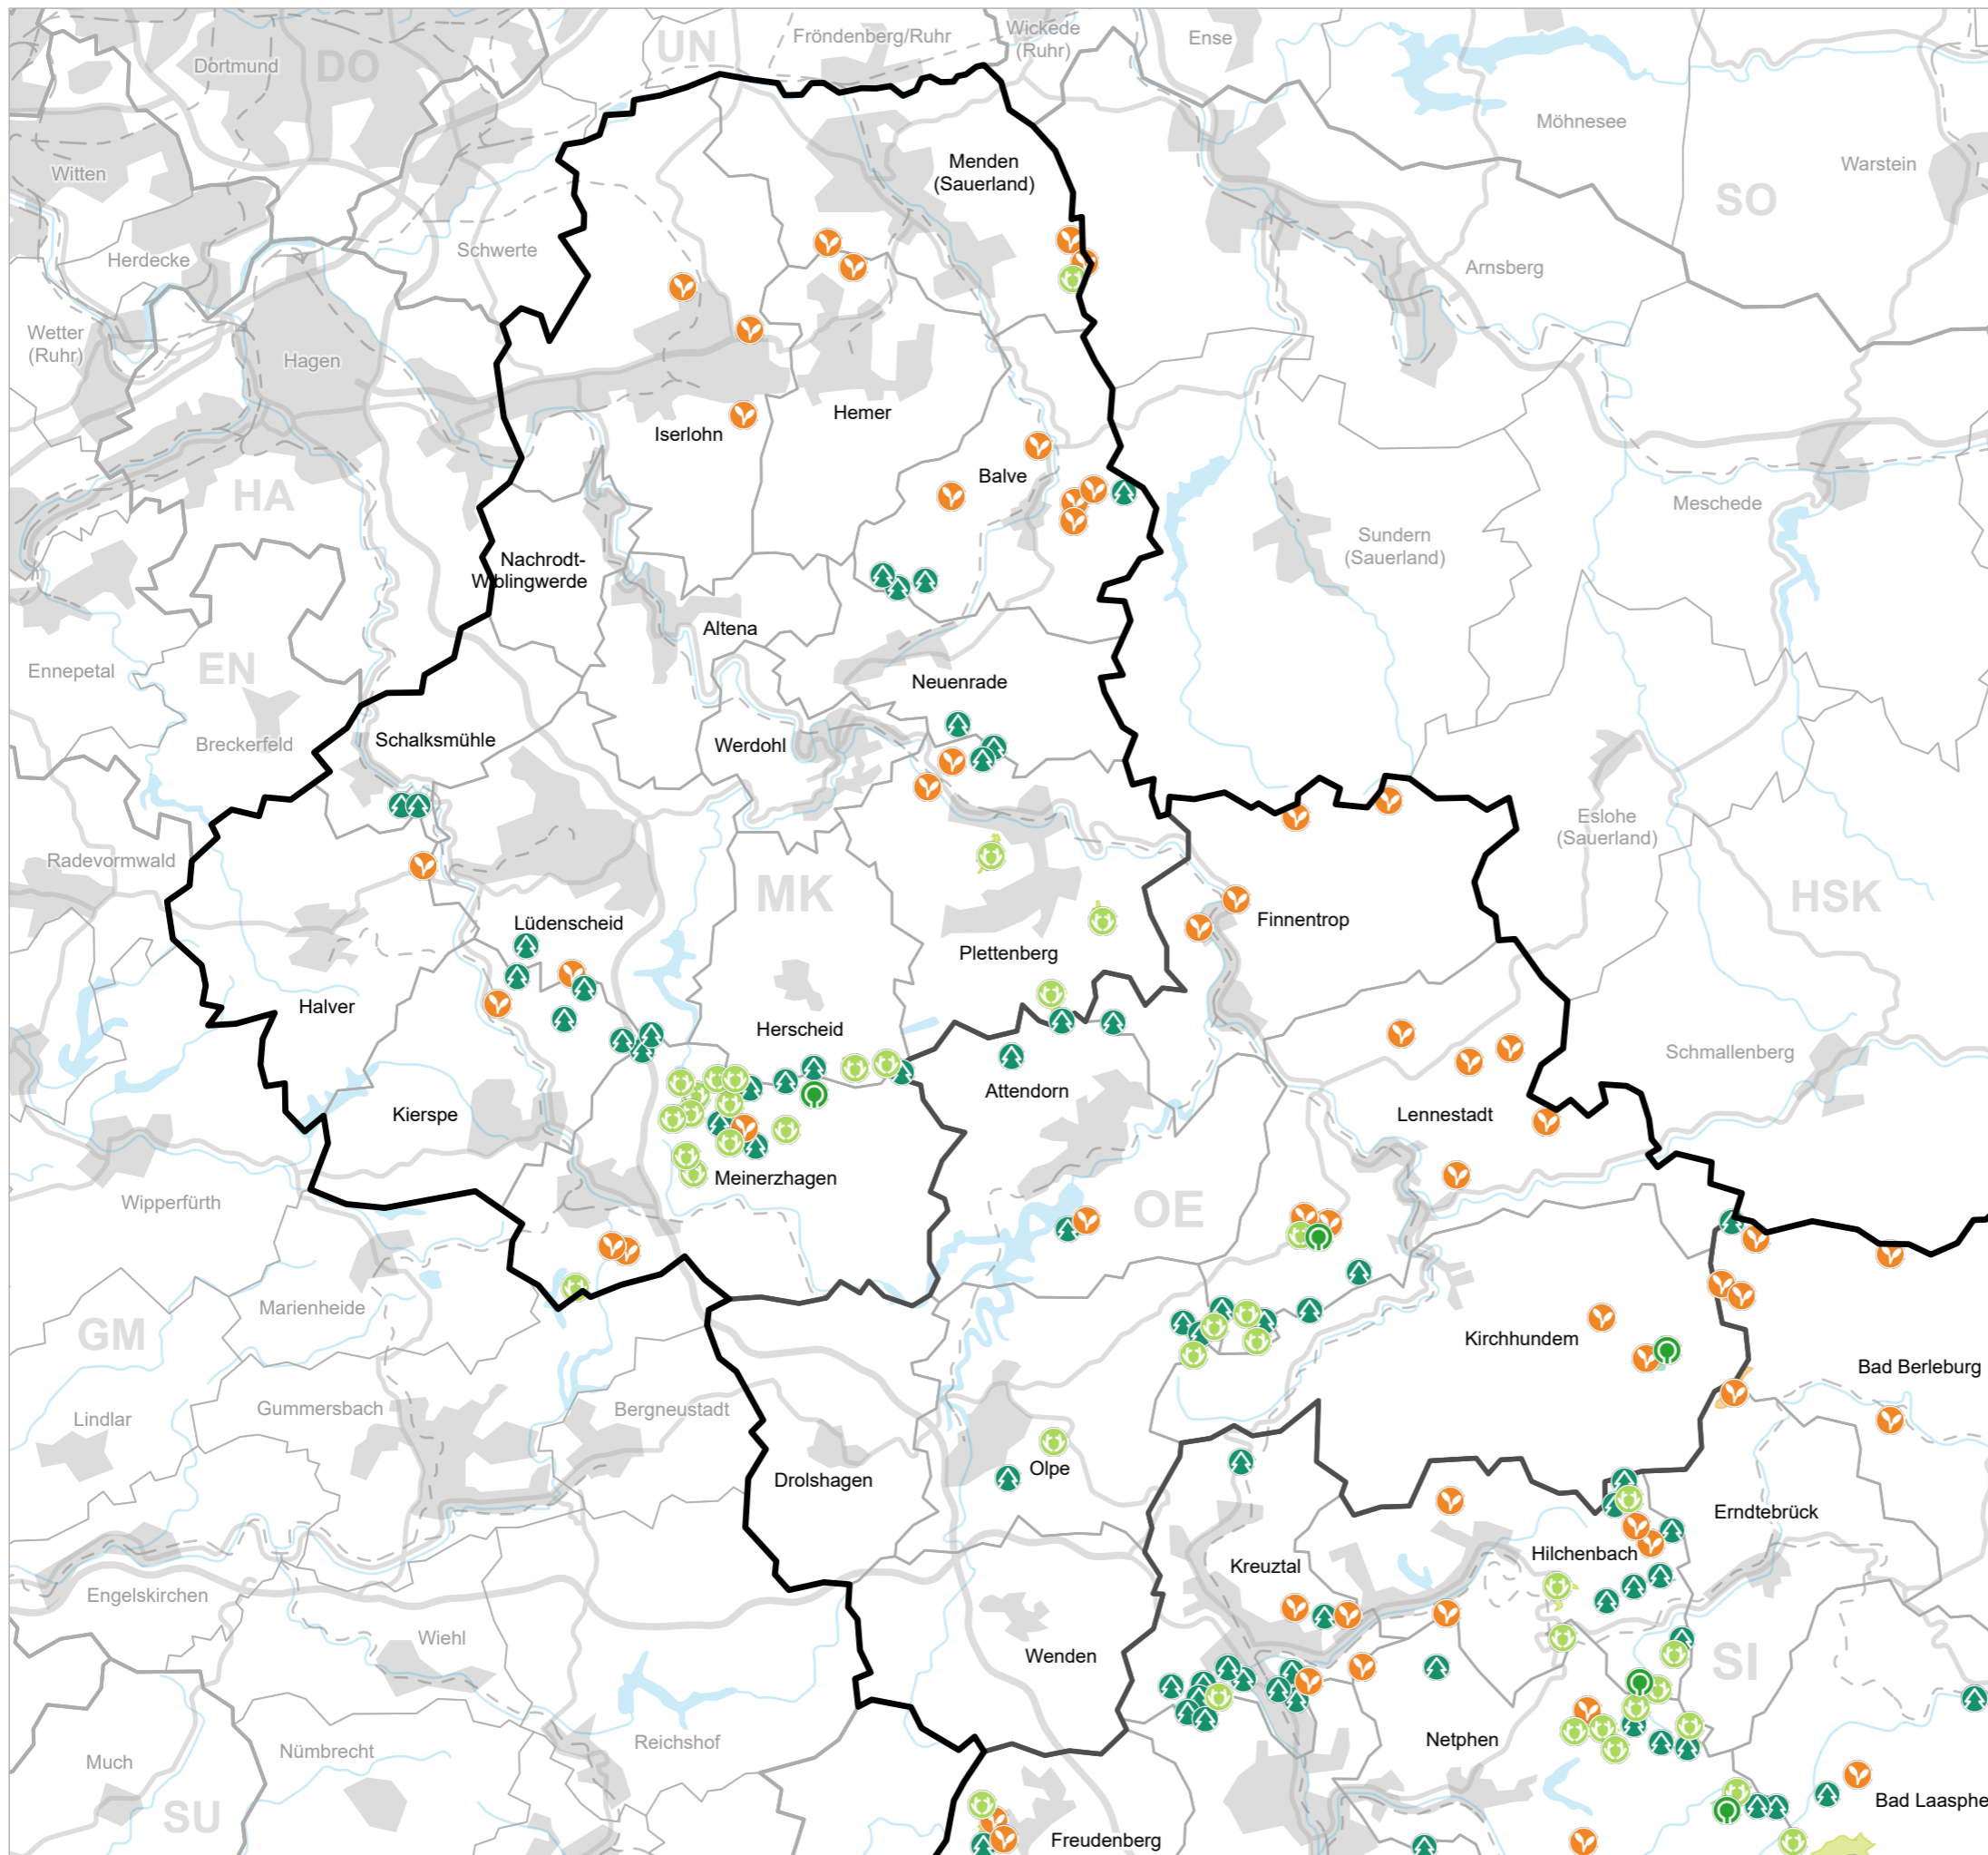 Dortmund
DO
UN
Fröndenberg/Ruhr
Wickede
(Ruhr)
Ense
Möhnesee
Warstein
Witten
Menden
(Sauerland)
SO
Herdecke
Schwerte
Arnsberg
Wetter
(Ruhr)
Hagen
Hemer
Iserlohn
Balve
HA
Meschede
Sundern
(Sauerland)
Nachrodt-
Wiblingwerde
Altena
Ennepetal
EN
Neuenrade
Breckerfeld
Schalksmühle
Werdohl
Eslohe
(Sauerland)
Radevormwald
MK
HSK
Lüdenscheid
Finnentrop
Plettenberg
Halver
Herscheid
Schmallenberg
Attendorn
Kierspe
Lennestadt
Meinerzhagen
Wipperfürth
OE
Marienheide
GM
Kirchhundem
Bad Berleburg
Lindlar
Gummersbach
Bergneustadt
Olpe
Drolshagen
Erndtebrück
Hilchenbach
Kreuztal
Engelskirchen
Wiehl
Wenden
SI
Netphen
Reichshof
Nümbrecht
Much
Bad Laasphe
SU
Freudenberg